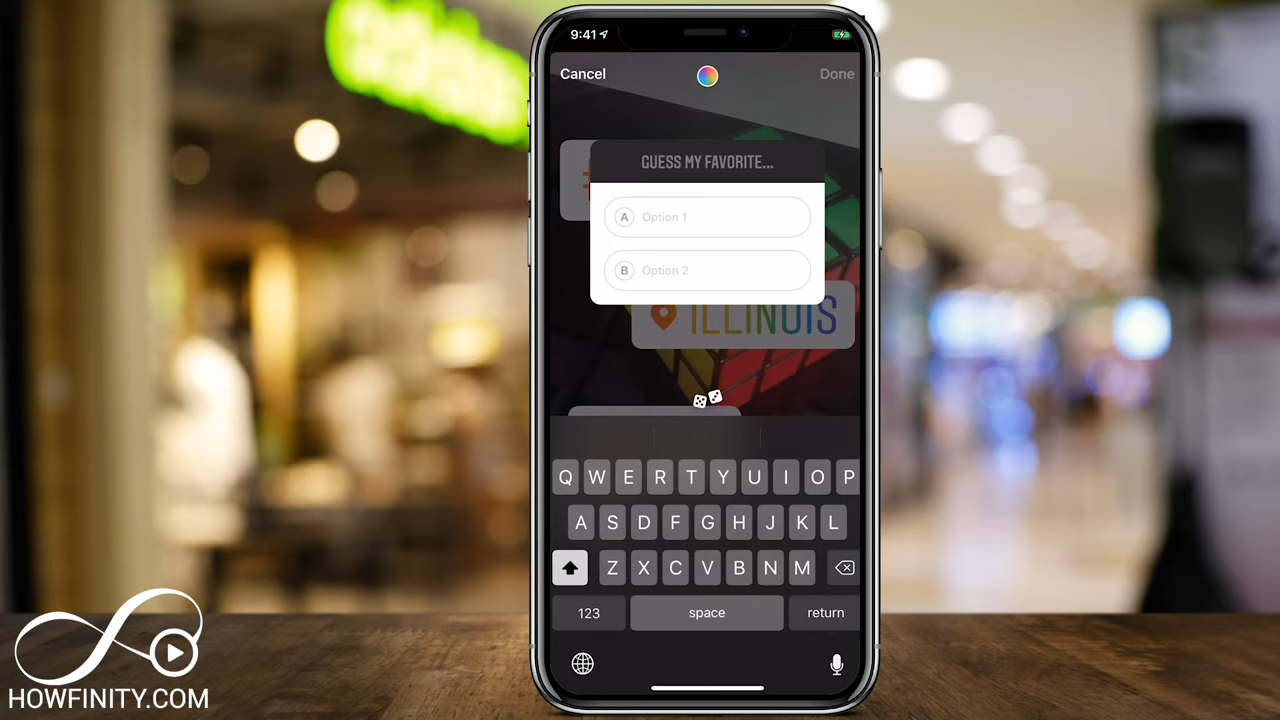 9:41
Cancel
Done
#
GUESS MY FAVORITE...
A Option 1
B Option 2
ILLINOIS
Q W E R T Y U I O P
A S D F G H J K L
Z X C V B N M
123 space return
HOWFINITY.COM